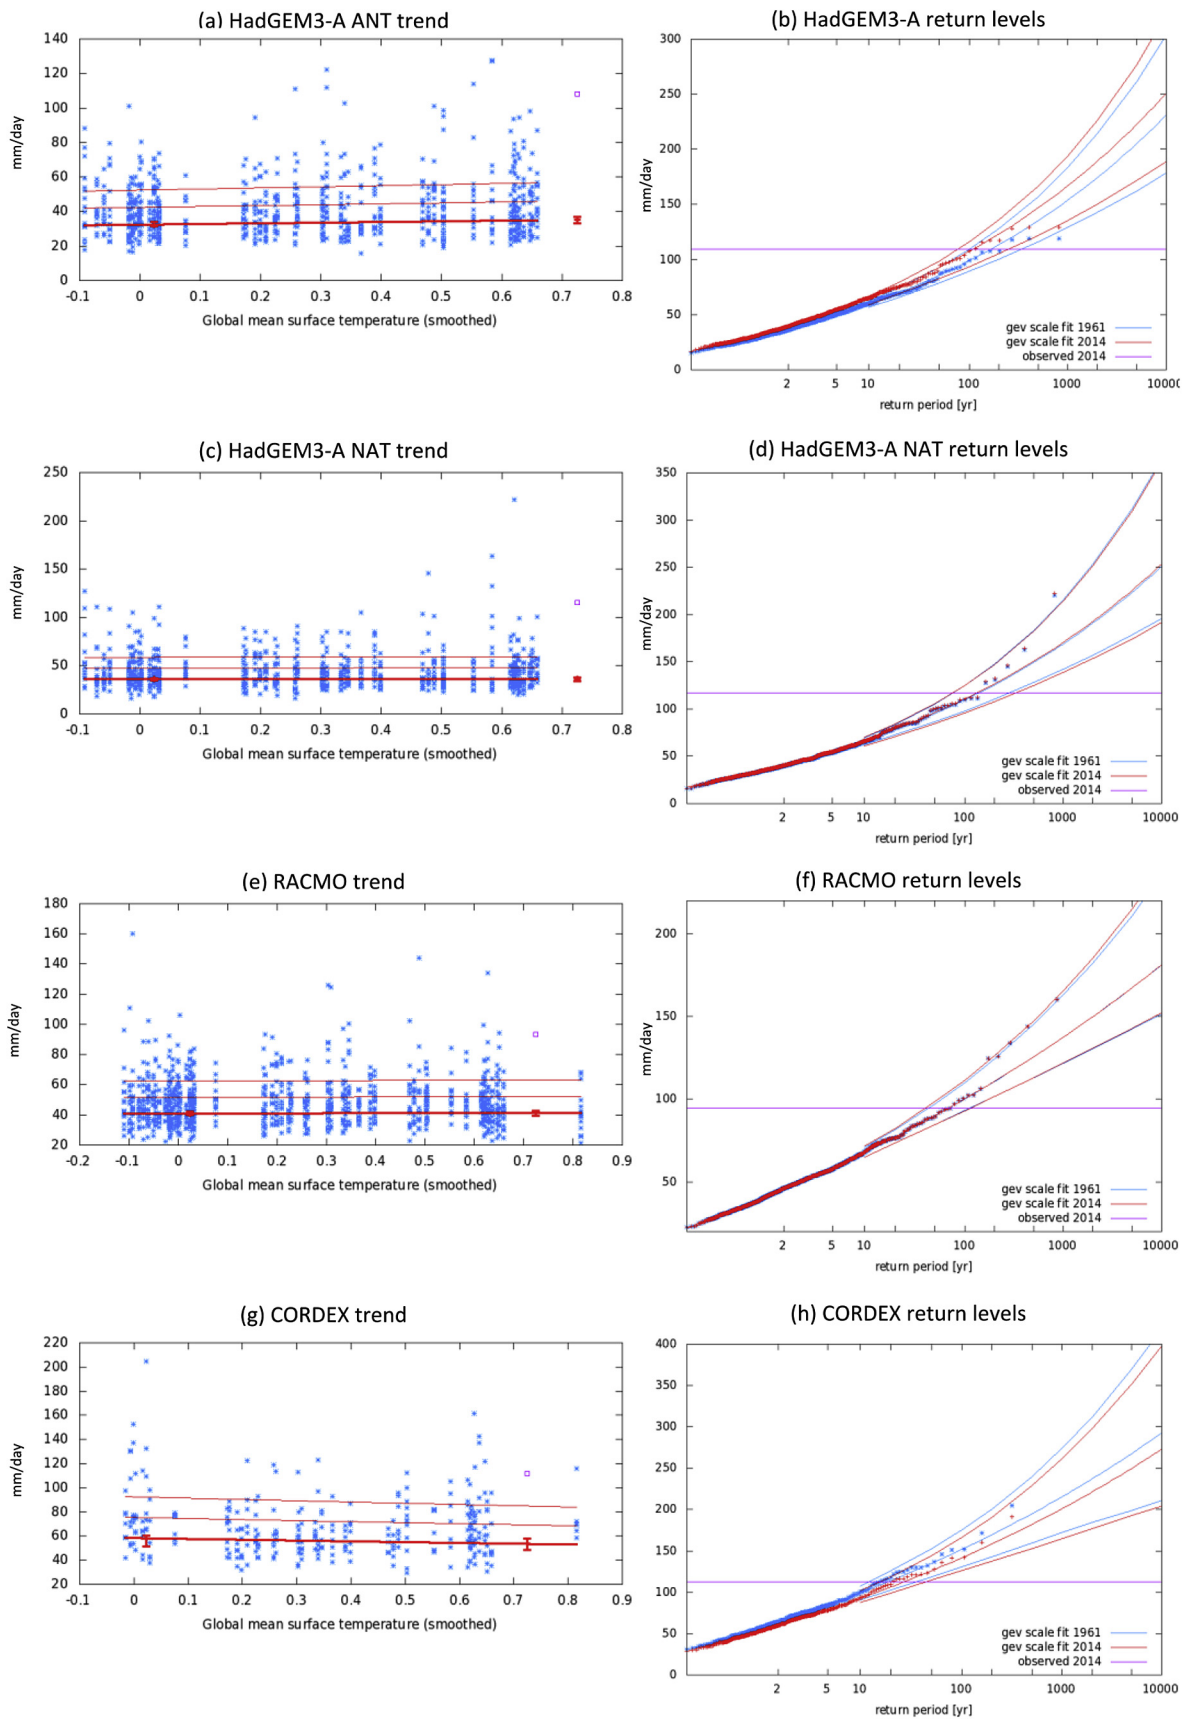 (a) HadGEM3-A ANT trend
140
120
100
80
60
40
20
0
mm/day
-0.1 0 0.1 0.2 0.3 0.4 0.5 0.6 0.7 0.8
Global mean surface temperature (smoothed)
(b) HadGEM3-A return levels
300
250
200
150
100
50
0
mm/day
gev scale fit 1961
gev scale fit 2014
observed 2014
2 5 10 100 1000 10000
return period [yr]
(c) HadGEM3-A NAT trend
250
200
150
100
50
0
mm/day
-0.1 0 0.1 0.2 0.3 0.4 0.5 0.6 0.7 0.8
Global mean surface temperature (smoothed)
(d) HadGEM3-A NAT return levels
350
300
250
200
150
100
50
0
mm/day
gev scale fit 1961
gev scale fit 2014
observed 2014
2 5 10 100 1000 10000
return period [yr]
(e) RACMO trend
180
160
140
120
100
80
60
40
20
mm/day
-0.2 -0.1 0 0.1 0.2 0.3 0.4 0.5 0.6 0.7 0.8 0.9
Global mean surface temperature (smoothed)
(f) RACMO return levels
200
150
100
50
mm/day
gev scale fit 1961
gev scale fit 2014
observed 2014
2 5 10 100 1000 10000
return period [yr]
(g) CORDEX trend
220
200
180
160
140
120
100
80
60
40
20
mm/day
-0.1 0 0.1 0.2 0.3 0.4 0.5 0.6 0.7 0.8 0.9
Global mean surface temperature (smoothed)
(h) CORDEX return levels
400
350
300
250
200
150
100
50
0
mm/day
gev scale fit 1961
gev scale fit 2014
observed 2014
2 5 10 100 1000 10000
return period [yr]